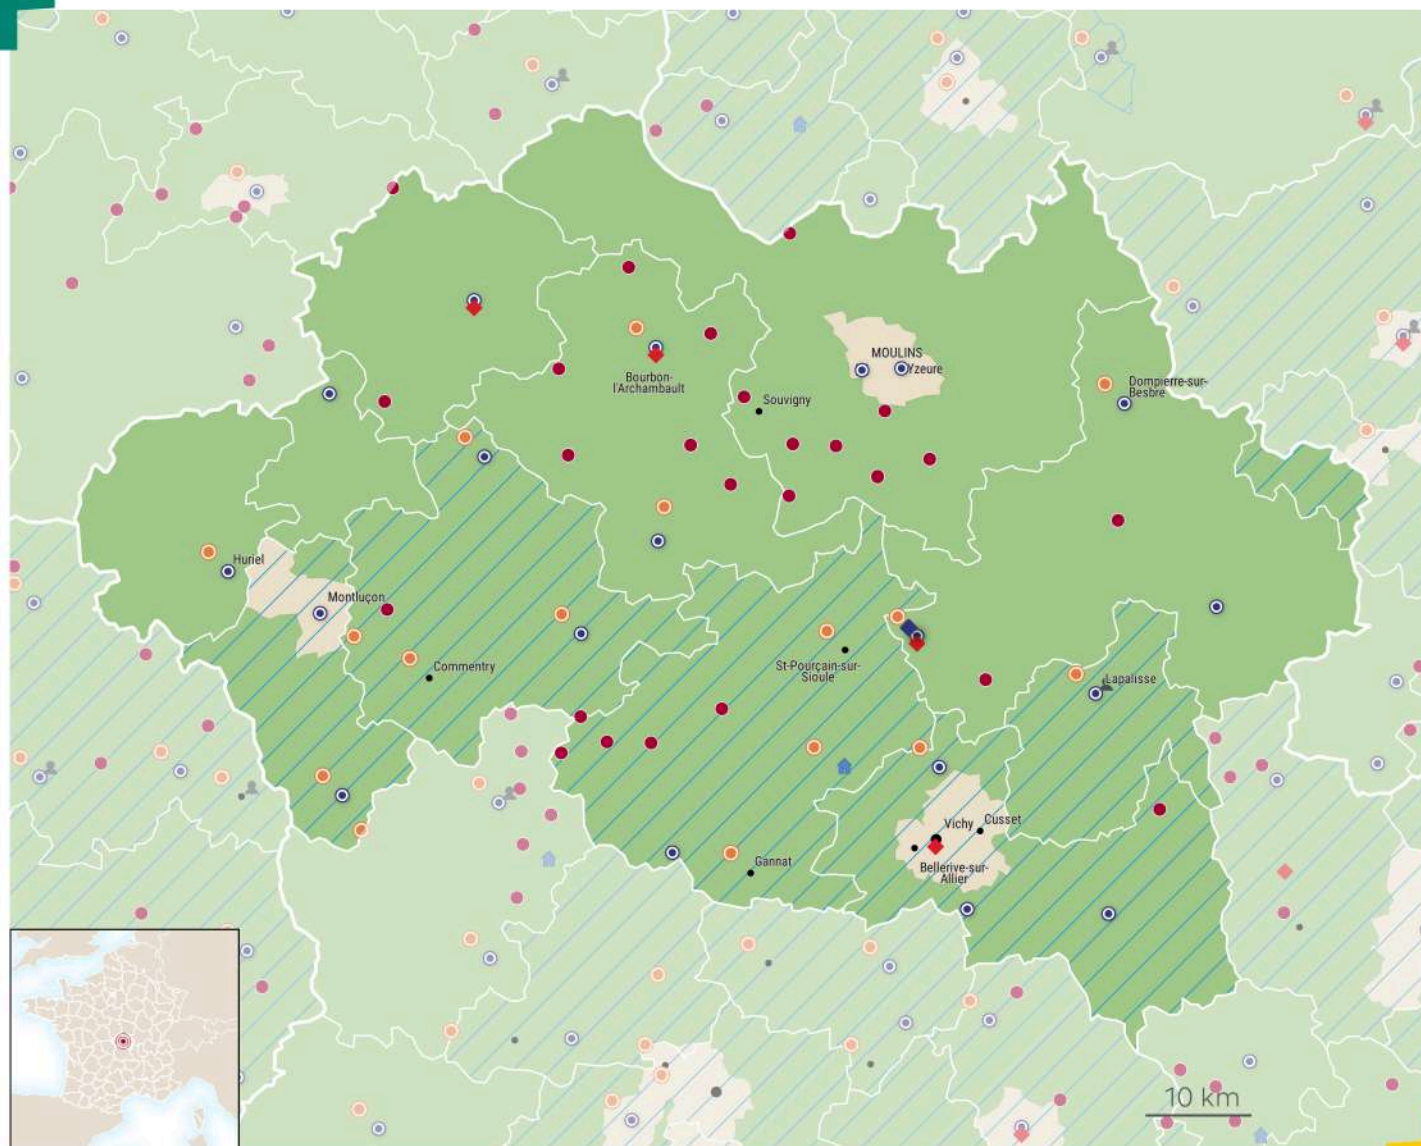 MOULINS
Yzeure
Bourbon-
l'Archambault
Souvigny
Dompierre-sur-
Besbre
Huriel
Montluçon
Commentry
St-Pourçain-sur-
Sioule
Lapalisse
Vichy
Cusset
Bellerive-sur-
Allier
Gannat
10 km